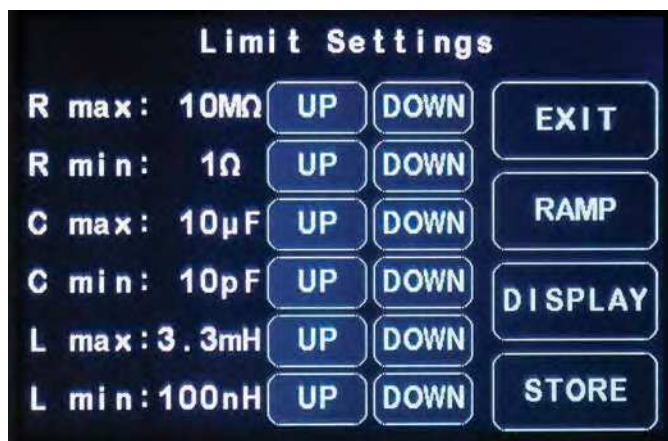 Limit Settings
R max: 10MΩ UP DOWN EXIT
R min: 1Ω UP DOWN
C max: 10µF UP DOWN RAMP
C min: 10pF UP DOWN DISPLAY
L max:3.3mH UP DOWN
L min:100nH UP DOWN STORE